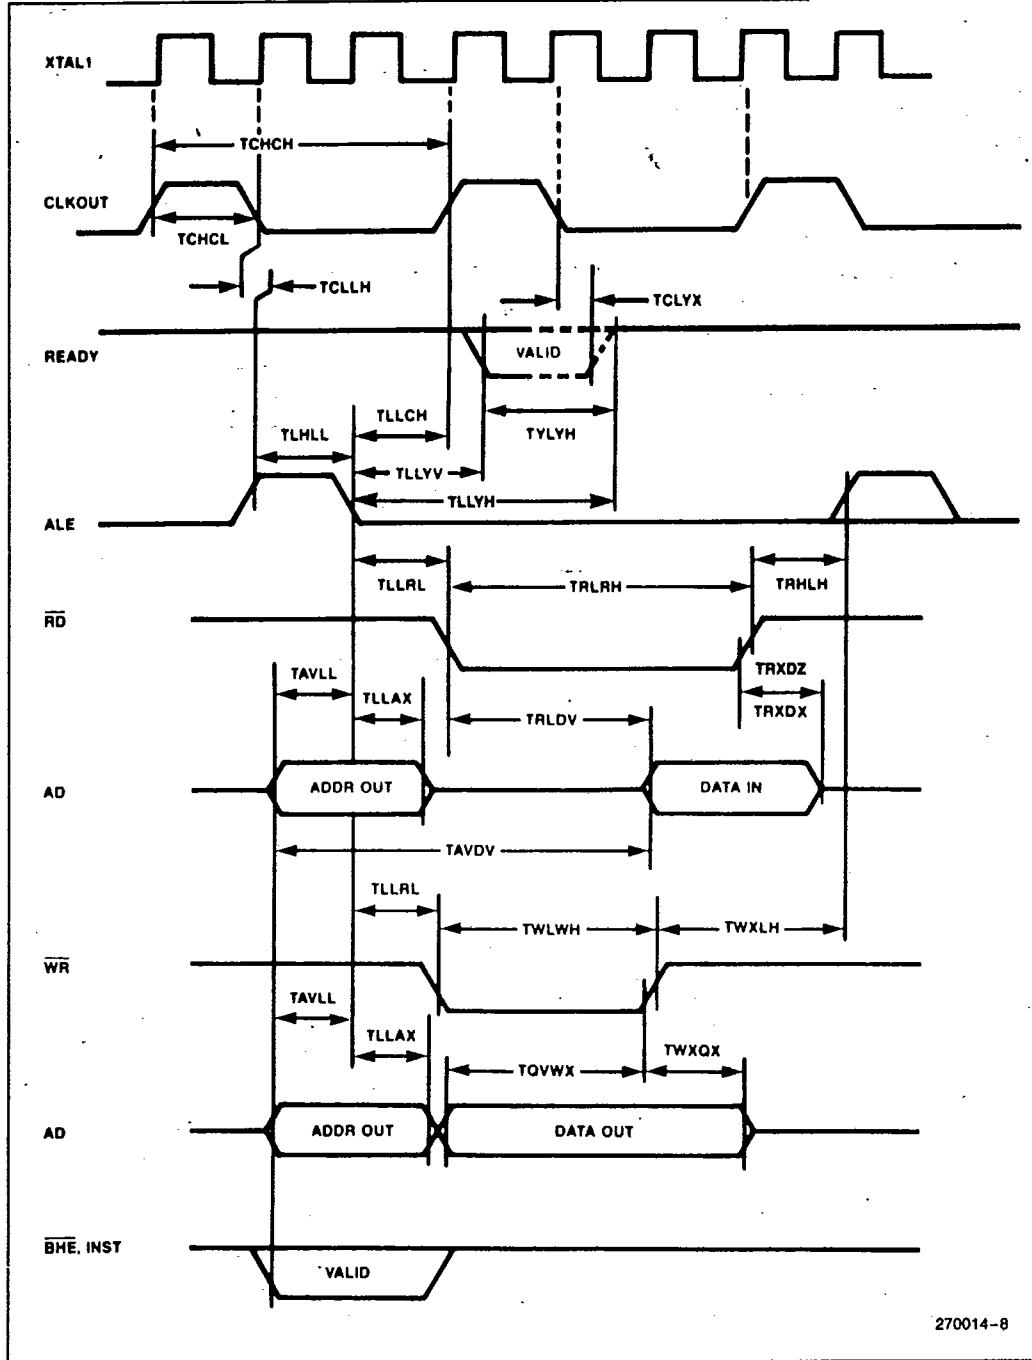 XTAL1
TCHCH
CLKOUT
TCHCL
TCLLH
TCLYX
READY
VALID
TLLCH
TLHLL
TYLYH
TLLYV
TLLYH
ALE
TLLRL
TRLRH
TRHLH
RD
TAVLL
TRXDZ
TLLAX
TRLDV
TRXDX
AD
ADDR OUT
DATA IN
TAVDV
TLLRL
TWLWH
TWXLH
WR
TAVLL
TLLAX
TWXQX
TQVWX
AD
ADDR OUT
DATA OUT
BHE, INST
VALID
270014-8